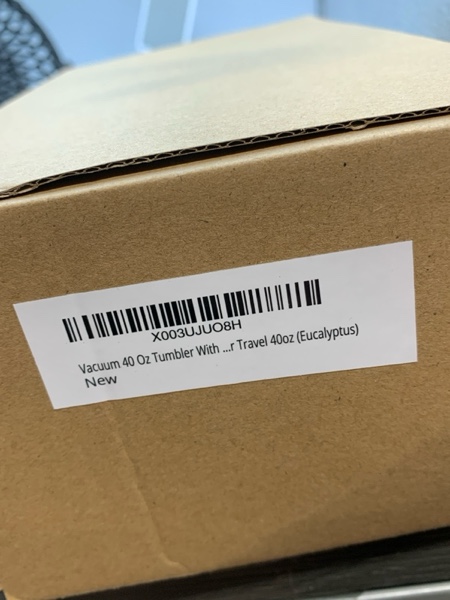 X003UJUO8H
Vacuum 40 Oz Tumbler With ...r Travel 40oz (Eucalyptus)
New